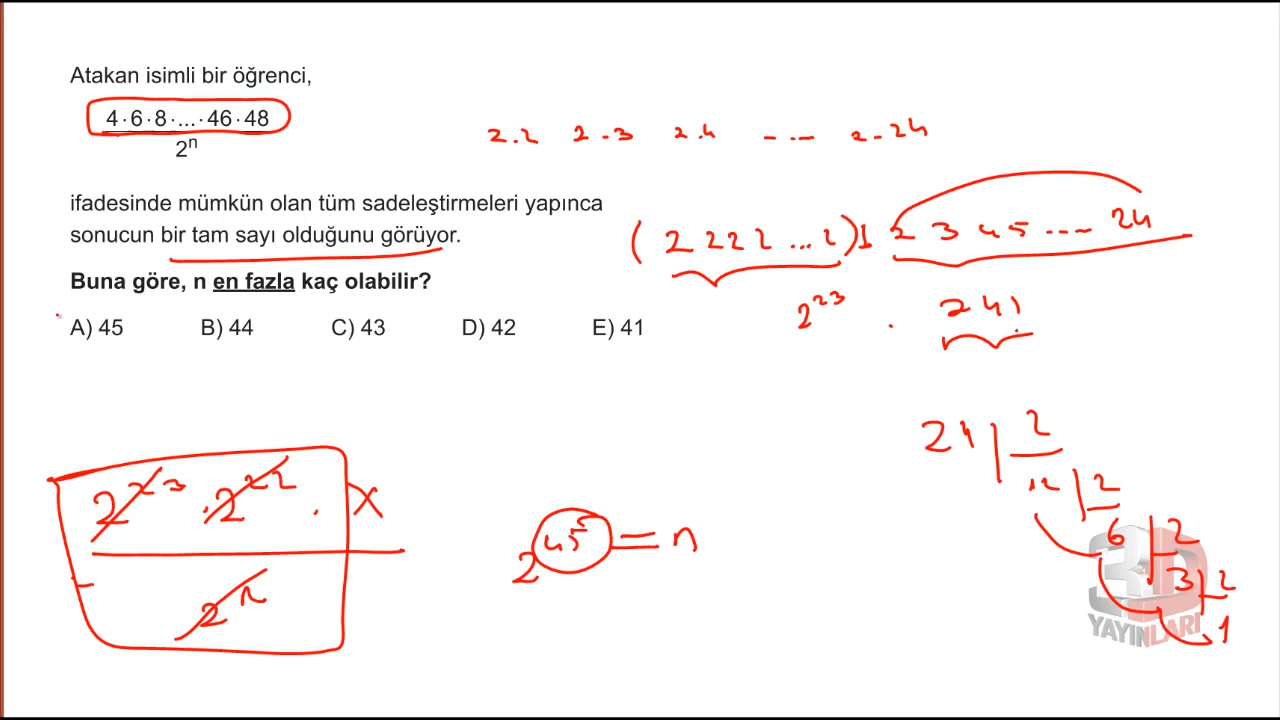 Atakan isimli bir öğrenci,
4 · 6 · 8 · ... · 46 · 48
2ⁿ
2.2 2.3 2.4 ----- 2.24
ifadesinde mümkün olan tüm sadeleştirmeleri yapınca
sonucun bir tam sayı olduğunu görüyor.
(2 2 2 2 ... 2) 1 2 3 4 5 ... 24
Buna göre, n en fazla kaç olabilir?
2²³ . 24!
A) 45 B) 44 C) 43 D) 42 E) 41
24 | 2
12 | 2
6 | 2
3 | 2
1
2²³ . 2²² . X
2ⁿ
2⁴⁵ = n
3D
YAYINLARI